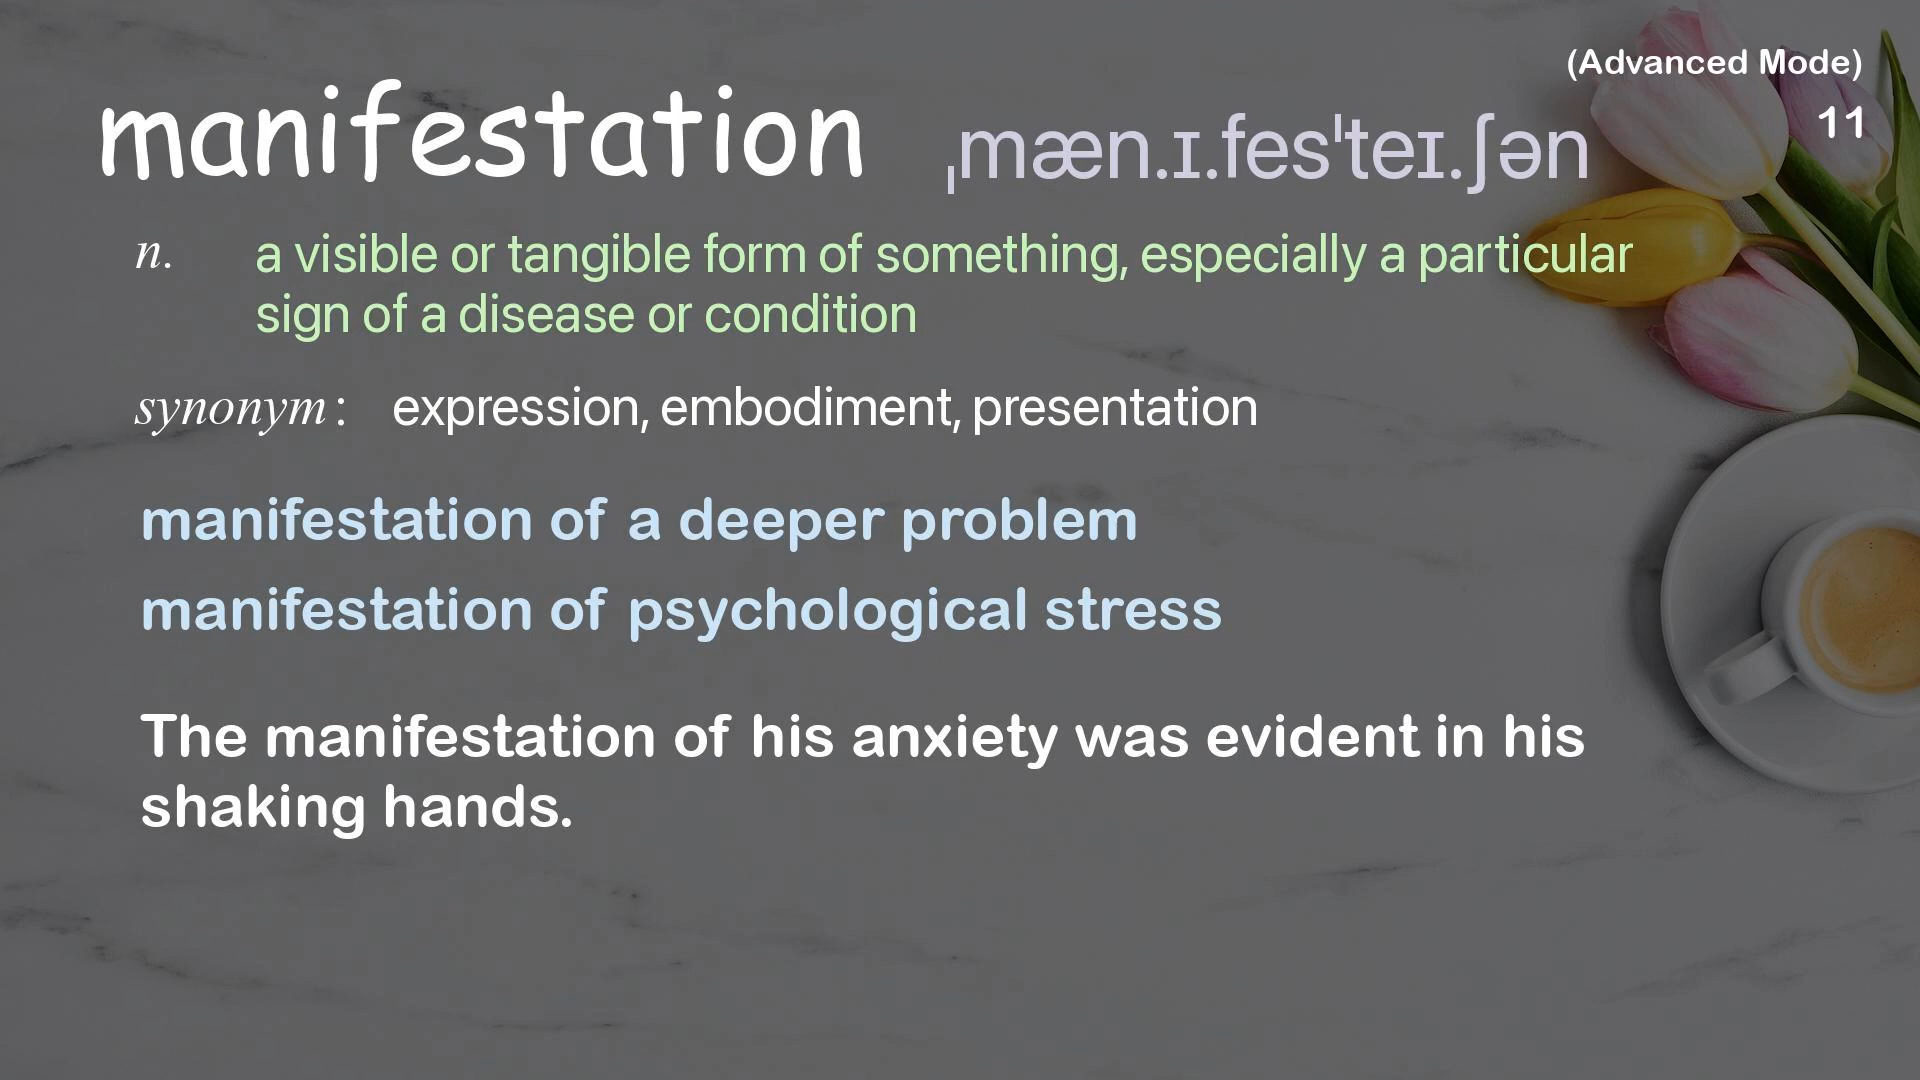 (Advanced Mode)
manifestation ˌmæn.ɪ.fesˈteɪ.ʃən
11
n. a visible or tangible form of something, especially a particular
sign of a disease or condition
synonym: expression, embodiment, presentation
manifestation of a deeper problem
manifestation of psychological stress
The manifestation of his anxiety was evident in his
shaking hands.